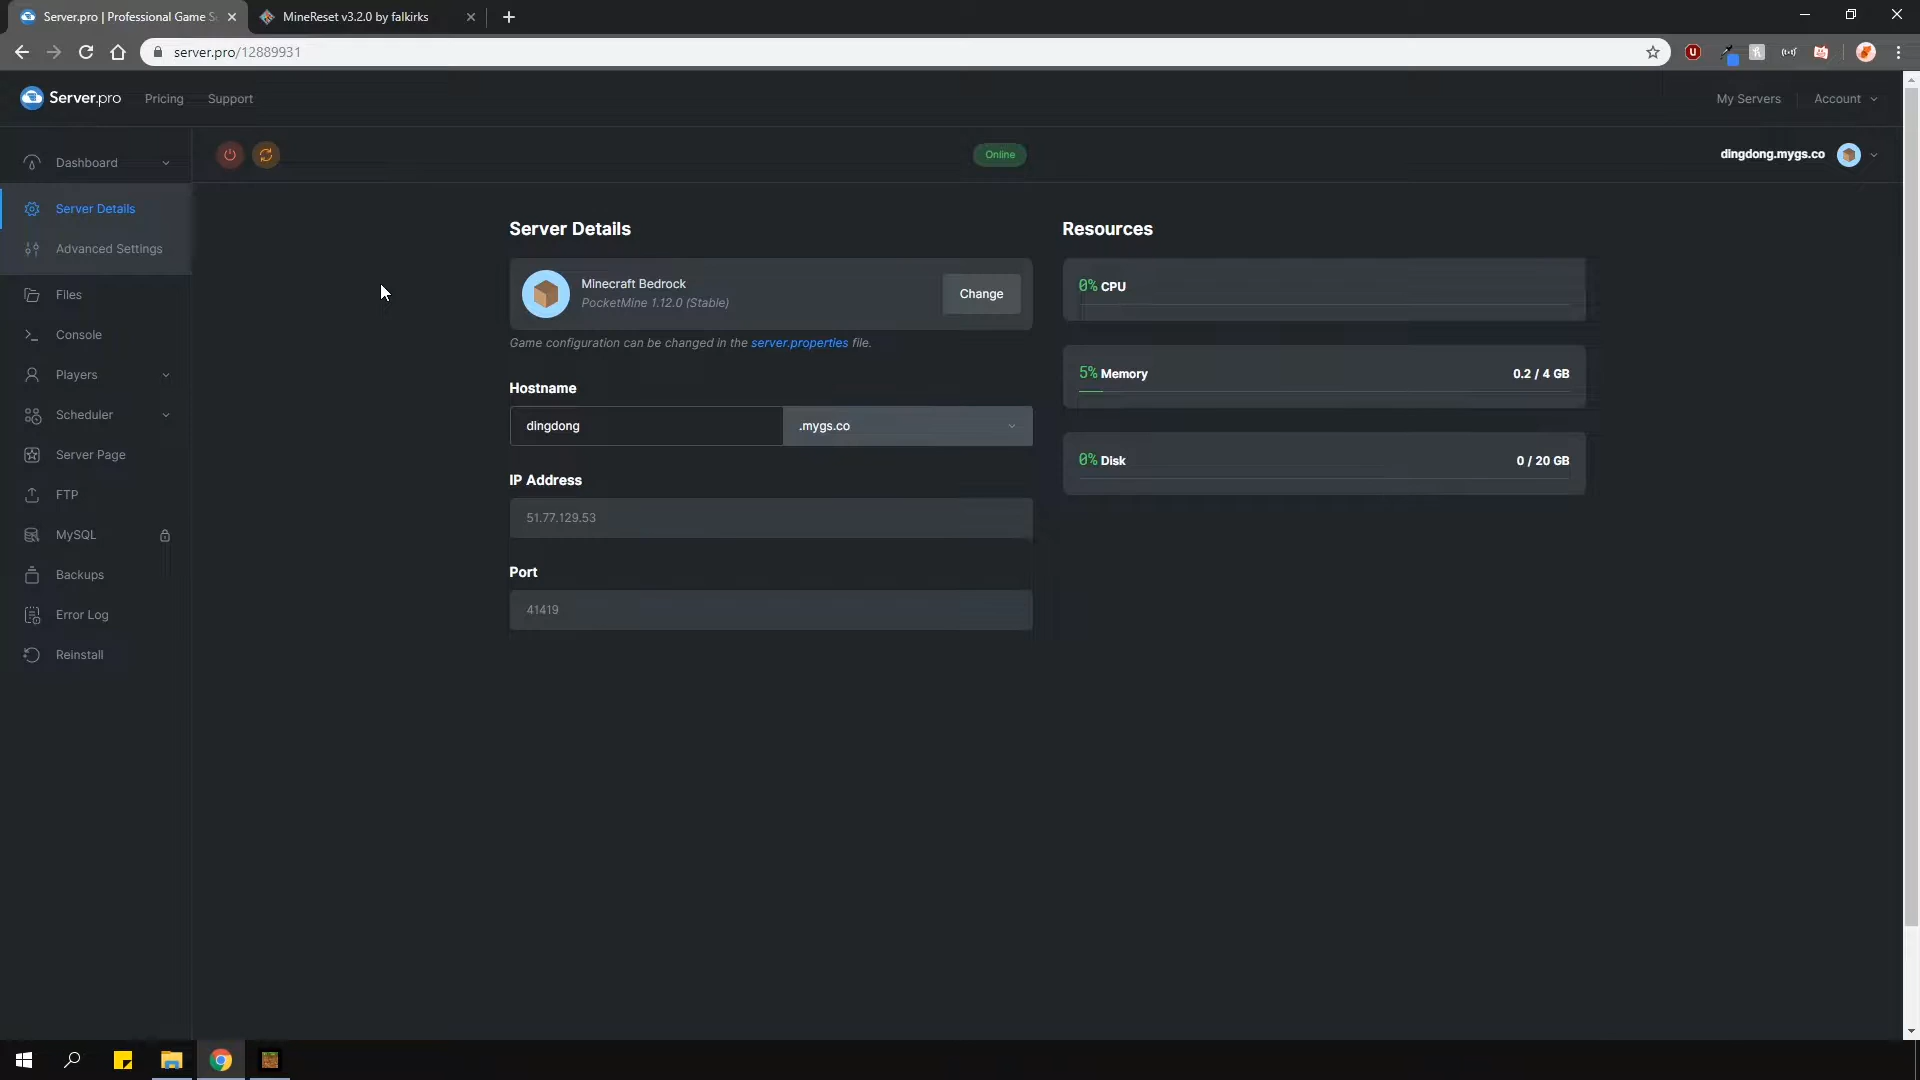 Server.pro | Professional Game S
MineReset v3.2.0 by falkirks
server.pro/12889931
Server.pro
Pricing
Support
My Servers
Account
Dashboard
Online
dingdong.mygs.co
Server Details
Advanced Settings
Files
Console
Players
Scheduler
Server Page
FTP
MySQL
Backups
Error Log
Reinstall
Server Details
Minecraft Bedrock
PocketMine 1.12.0 (Stable)
Change
Game configuration can be changed in the server.properties file.
Hostname
dingdong
.mygs.co
IP Address
51.77.129.53
Port
41419
Resources
0% CPU
5% Memory
0.2 / 4 GB
0% Disk
0 / 20 GB